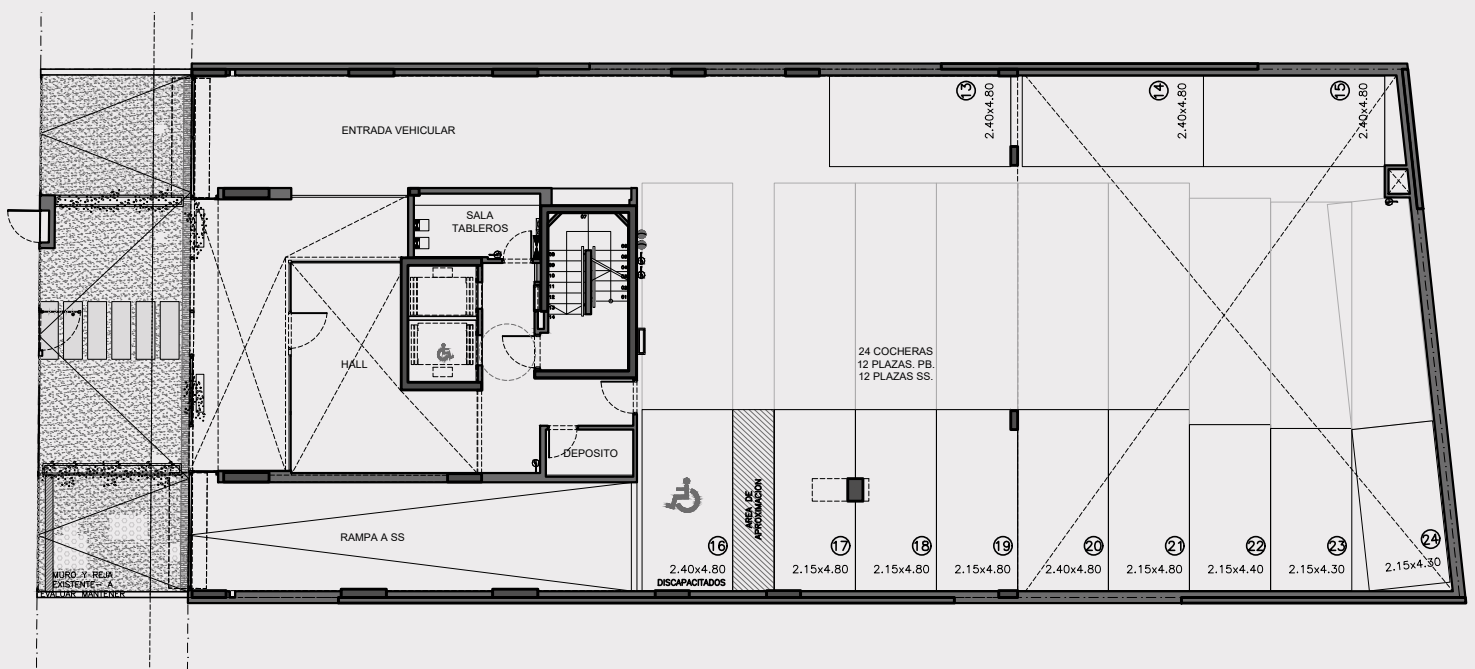 13
2.40x4.80
14
2.40x4.80
15
2.40x4.80
ENTRADA VEHICULAR
SALA
TABLEROS
HALL
24 COCHERAS
12 PLAZAS. PB.
12 PLAZAS SS.
DEPOSITO
RAMPA A SS
MURO Y REJA
EXISTENTE- A
EVALUAR MANTENER
16
2.40x4.80
DISCAPACITADOS
AREA DE
APROXIMACION
17
2.15x4.80
18
2.15x4.80
19
2.15x4.80
20
2.40x4.80
21
2.15x4.80
22
2.15x4.40
23
2.15x4.30
24
2.15x4.30